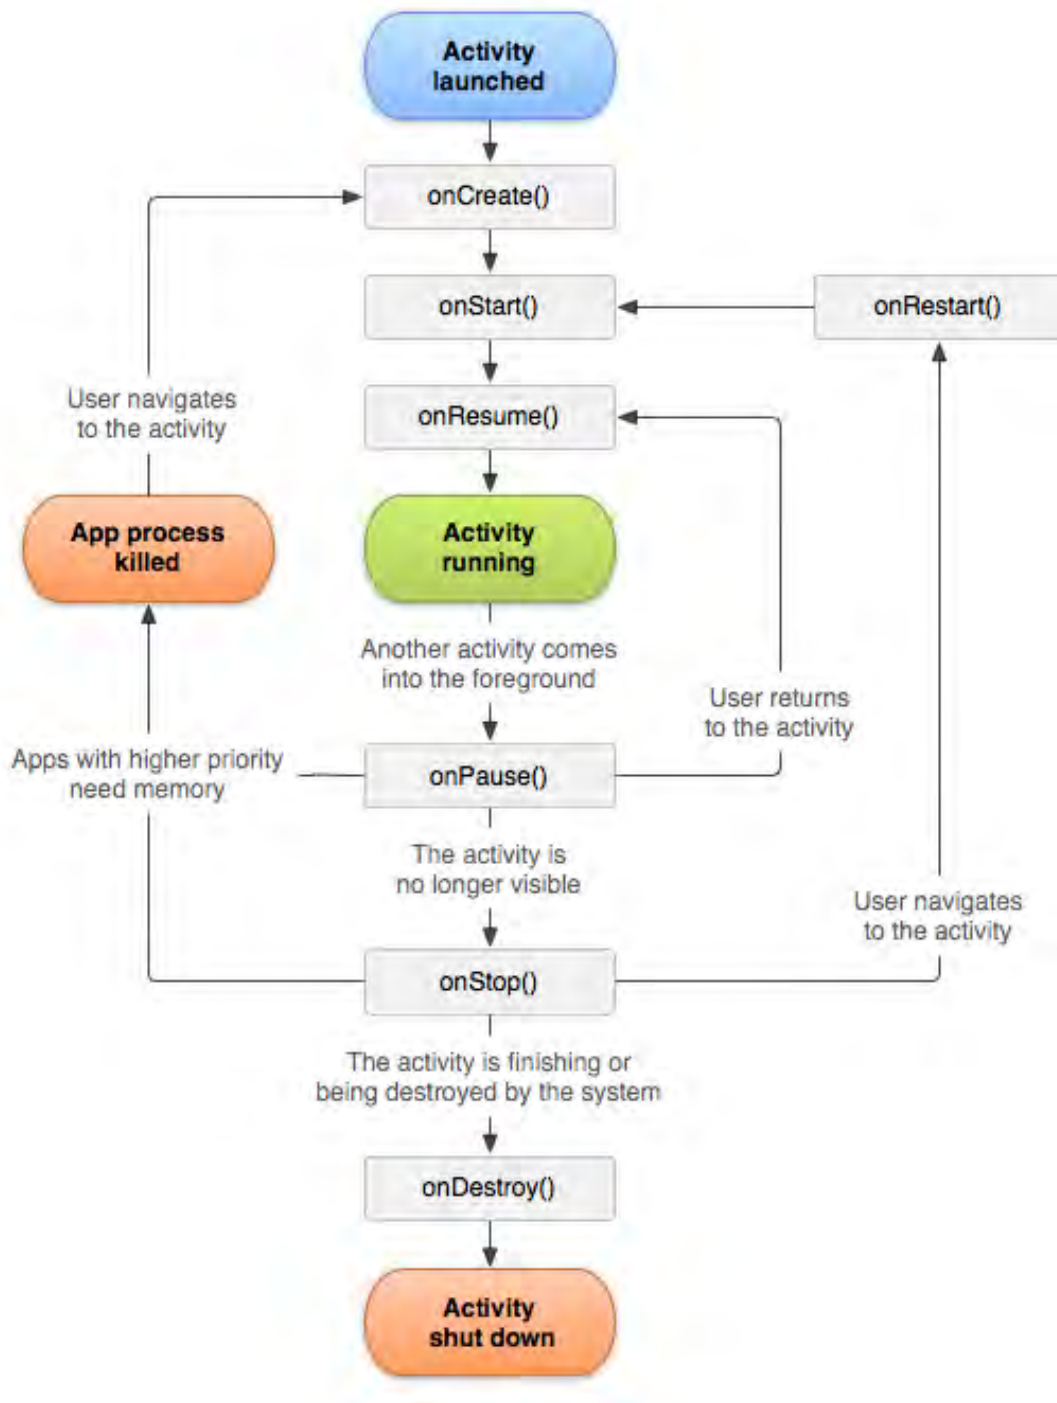 Activity
launched
onCreate()
onStart()
onRestart()
User navigates
to the activity
onResume()
App process
killed
Activity
running
Another activity comes
into the foreground
User returns
to the activity
Apps with higher priority
need memory
onPause()
The activity is
no longer visible
User navigates
to the activity
onStop()
The activity is finishing or
being destroyed by the system
onDestroy()
Activity
shut down